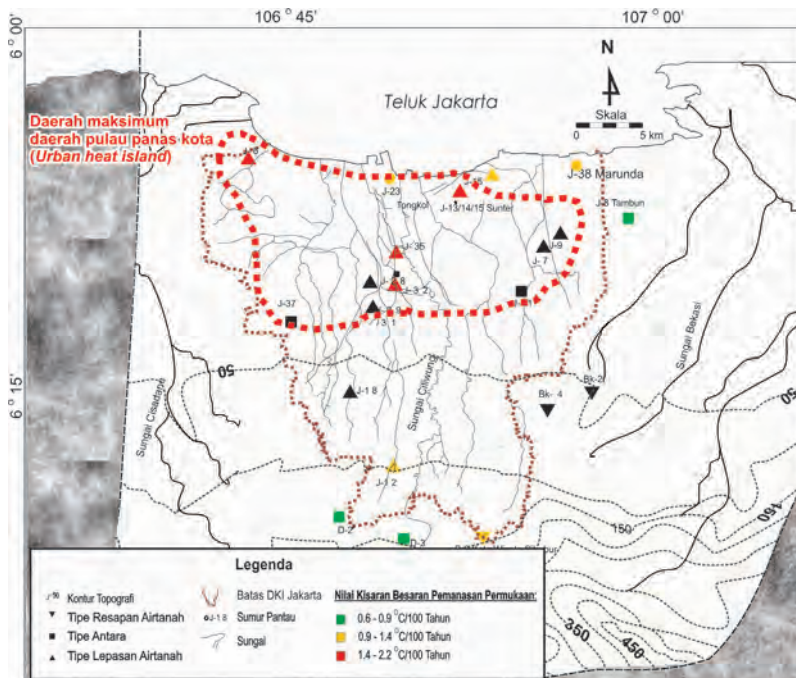 106 ° 45'
107 ° 00'
6 ° 00'
6 ° 15'
N
Skala
0
5 km
Teluk Jakarta
Daerah maksimum
daerah pulau panas kota
(Urban heat island)
J-23
Tongkol
J-38 Marunda
J-13/14/15 Sunter
J-8 Tambun
J-35
J-9
J- 7
J-37
50
Bk-2
Bk- 4
J-1 8
Sungai Cisadane
Sungai Ciliwung
Sungai Bekasi
50
J-1 2
D-2
D-3
150
150
350
450
Legenda
Kontur Topografi
Tipe Resapan Airtanah
Tipe Antara
Tipe Lepasan Airtanah
Batas DKI Jakarta
J-1 8 Sumur Pantau
Sungai
Nilai Kisaran Besaran Pemanasan Permukaan:
0.6 - 0.9 °C/100 Tahun
0.9 - 1.4 °C/100 Tahun
1.4 - 2.2 °C/100 Tahun